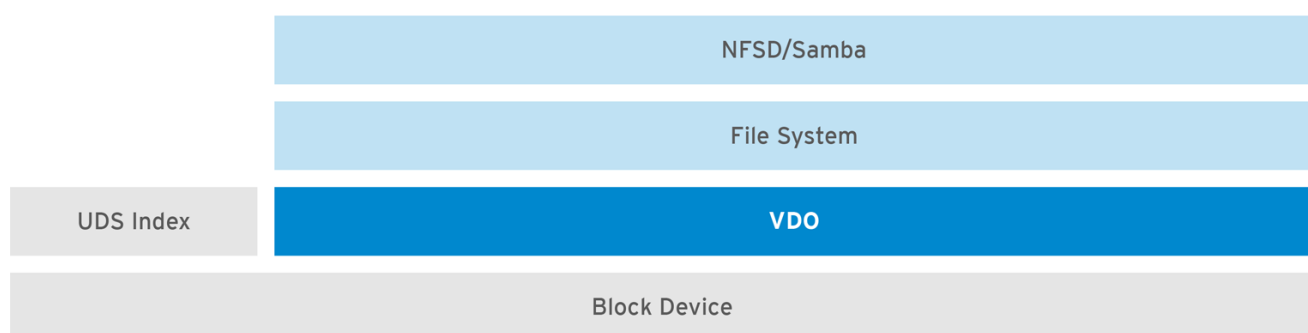 NFSD/Samba
File System
UDS Index
VDO
Block Device